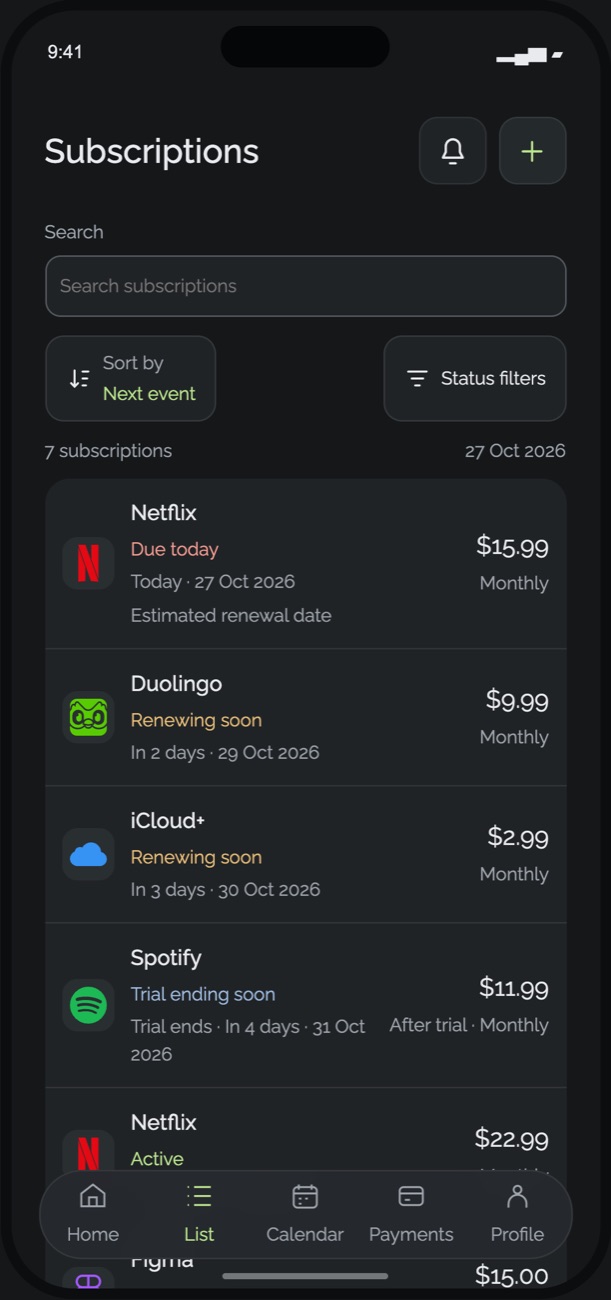 9:41
Subscriptions
Search
Search subscriptions
Sort by
Next event
Status filters
7 subscriptions
27 Oct 2026
Netflix
Due today
Today · 27 Oct 2026
Estimated renewal date
$15.99
Monthly
Duolingo
Renewing soon
In 2 days · 29 Oct 2026
$9.99
Monthly
iCloud+
Renewing soon
In 3 days · 30 Oct 2026
$2.99
Monthly
Spotify
Trial ending soon
Trial ends · In 4 days · 31 Oct
2026
$11.99
After trial · Monthly
Netflix
Active
$22.99
Home
List
Calendar
Payments
Profile
Figma
$15.00